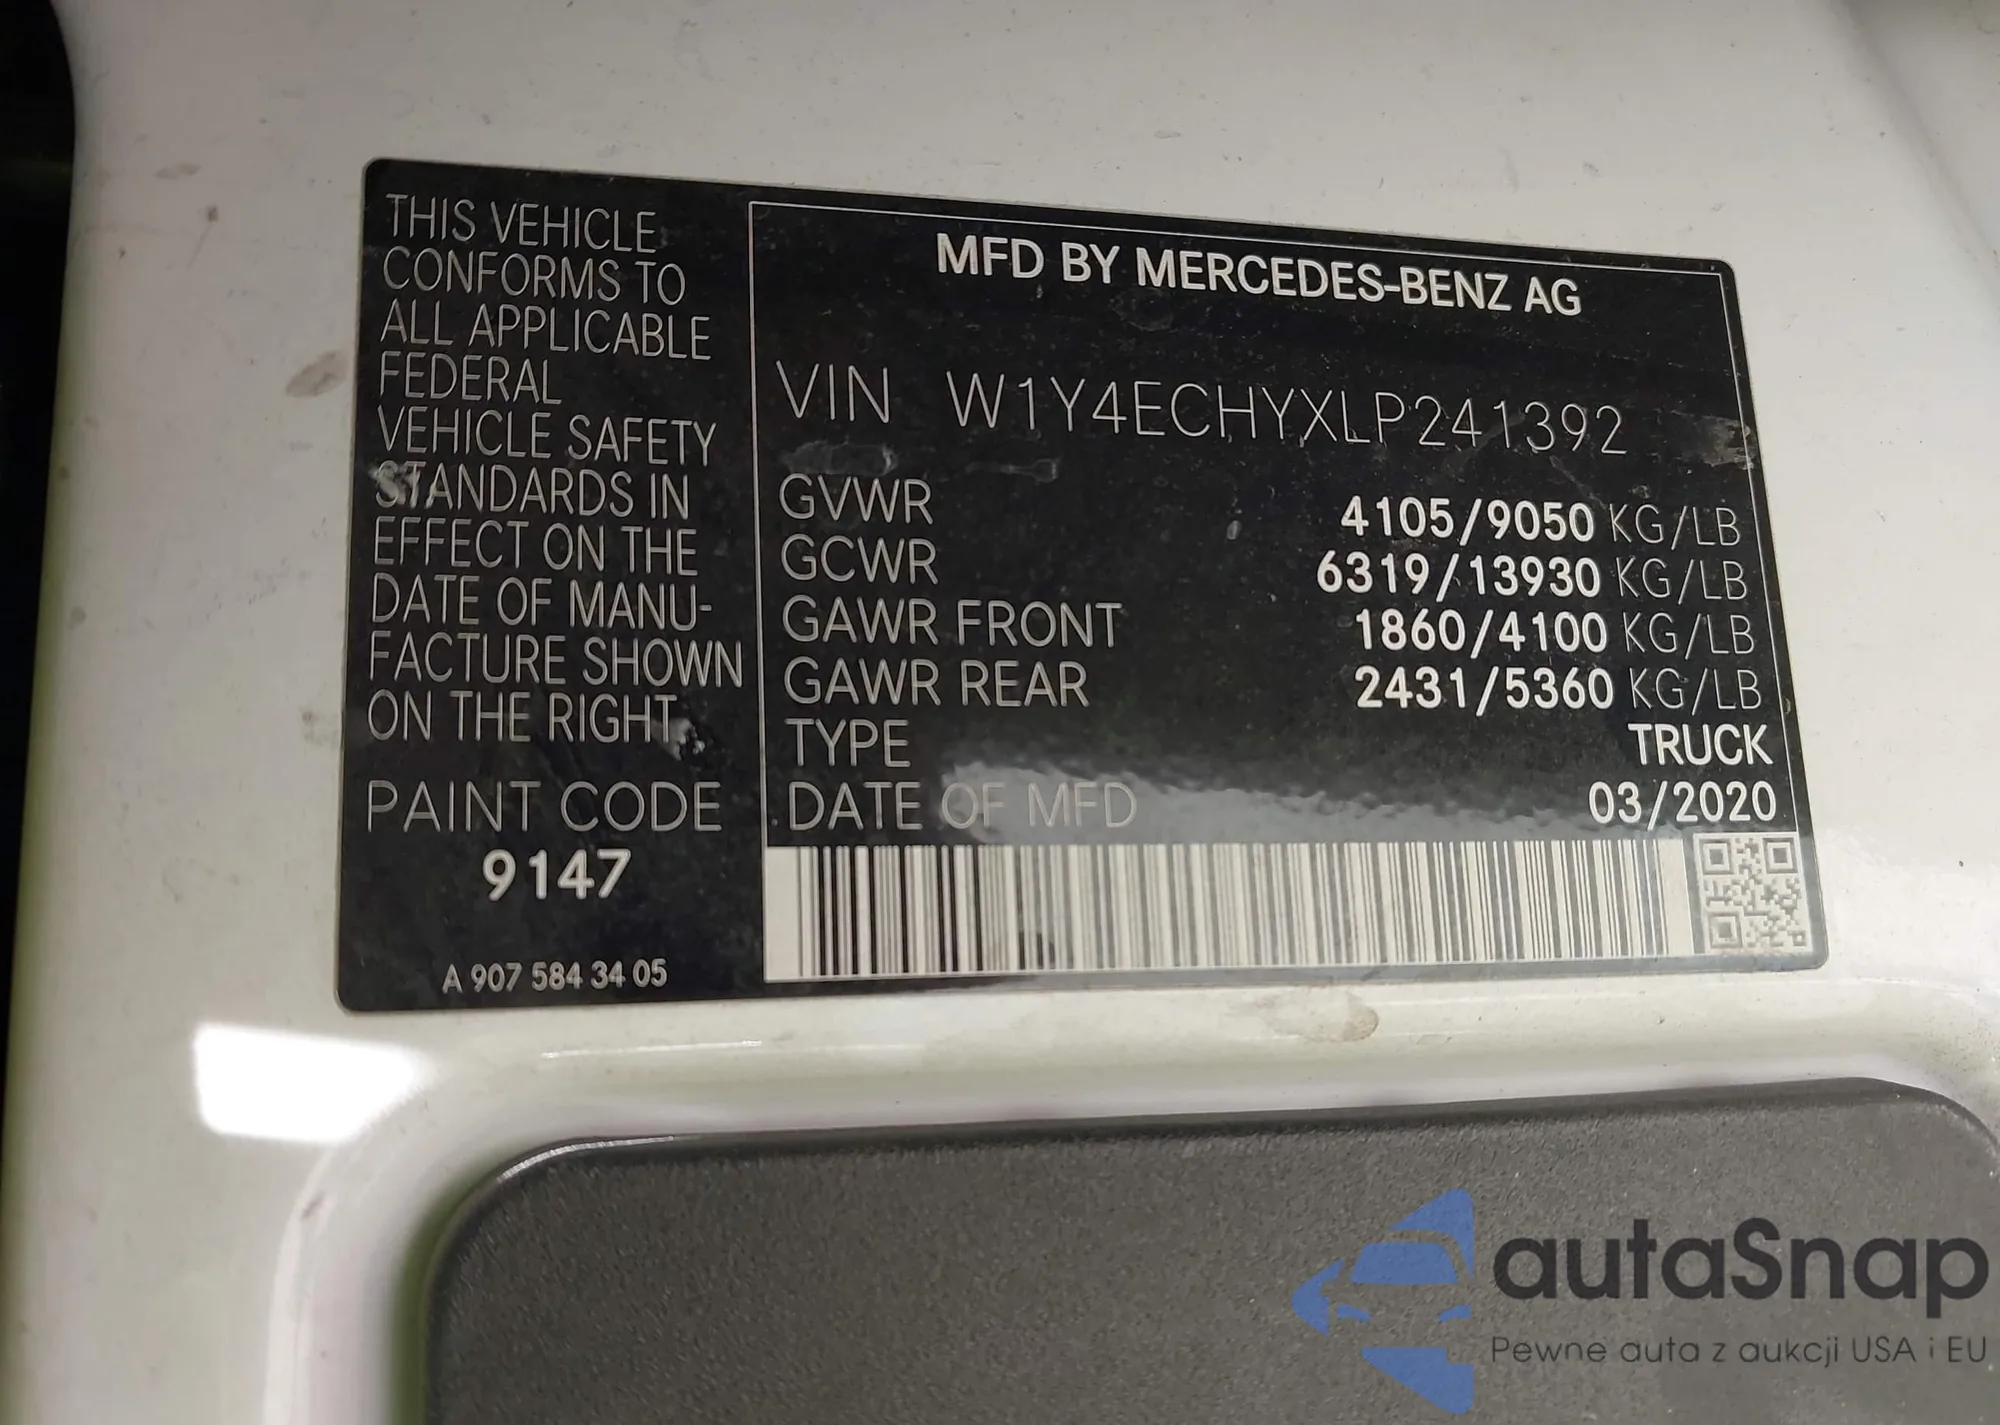 THIS VEHICLE
CONFORMS TO
ALL APPLICABLE
FEDERAL
VEHICLE SAFETY
STANDARDS IN
EFFECT ON THE
DATE OF MANU-
FACTURE SHOWN
ON THE RIGHT
PAINT CODE
9147
A 907 584 34 05
MFD BY MERCEDES-BENZ AG
VIN W1Y4ECHYXLP241392
GVWR 4105/9050 KG/LB
GCWR 6319/13930 KG/LB
GAWR FRONT 1860/4100 KG/LB
GAWR REAR 2431/5360 KG/LB
TYPE TRUCK
DATE OF MFD 03/2020
autaSnap
Pewne auta z aukcji USA i EU